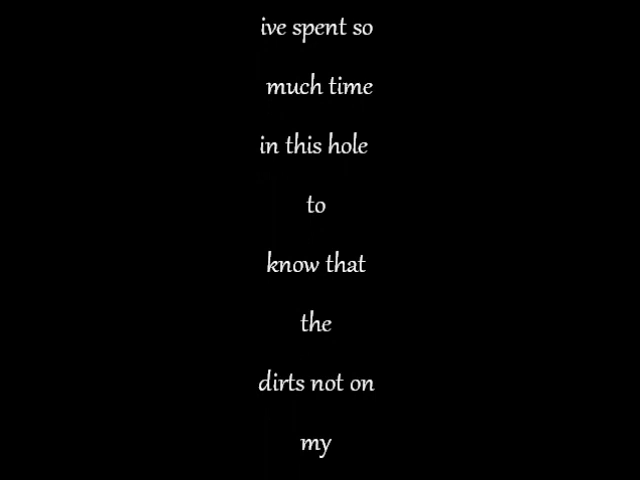 ive spent so
much time
in this hole
to
know that
the
dirts not on
my